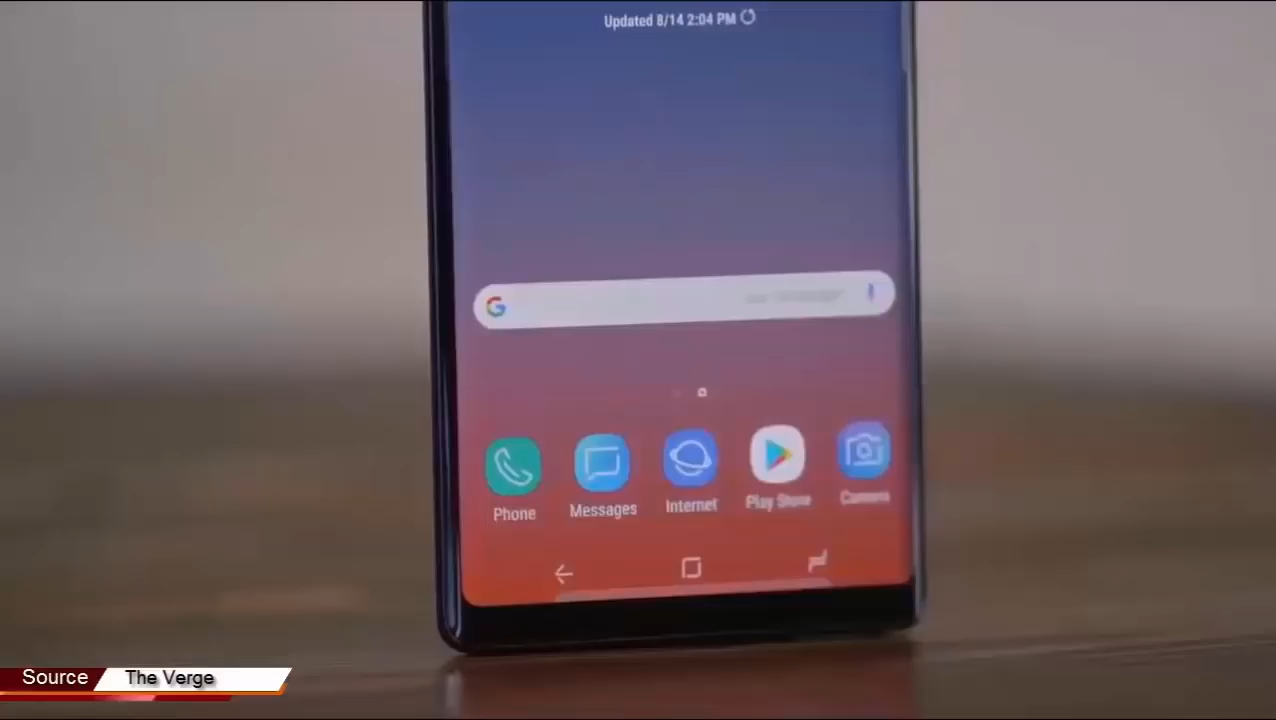 Updated 8/14 2:04 PM
G
Phone
Messages
Internet
Play Store
Camera
Source
The Verge